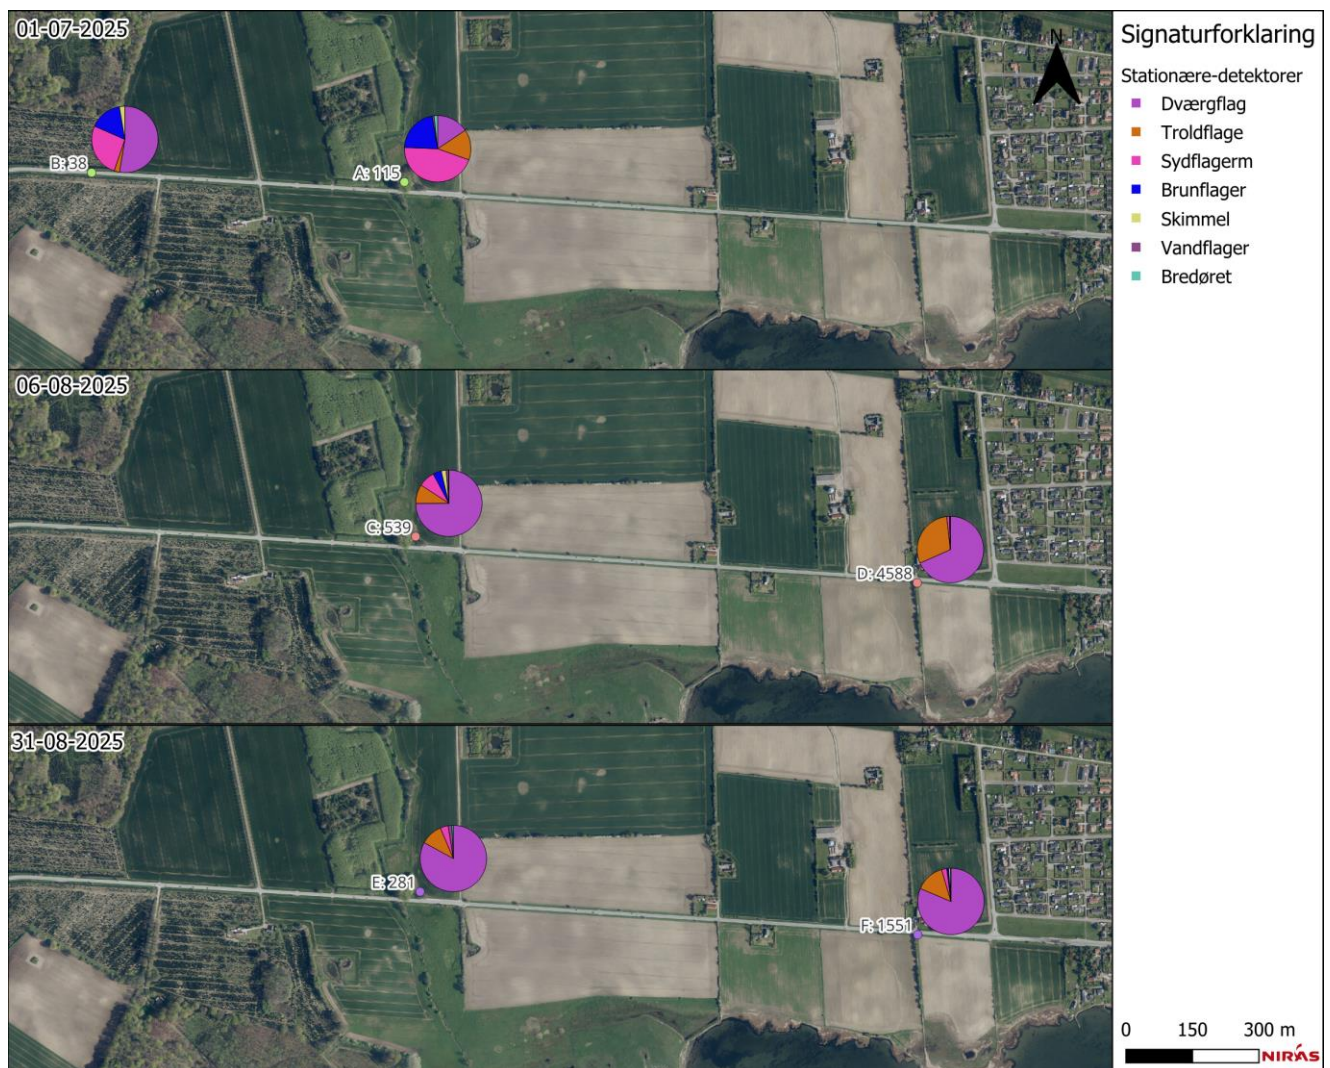 01-07-2025
B: 38
A: 115
N
06-08-2025
C: 539
D: 4588
31-08-2025
E: 281
F: 1551
Signaturforklaring
Stationære-detektorer
Dværgflag
Troldflage
Sydflagerm
Brunflager
Skimmel
Vandflager
Bredøret
0 150 300 m
NIRÁS